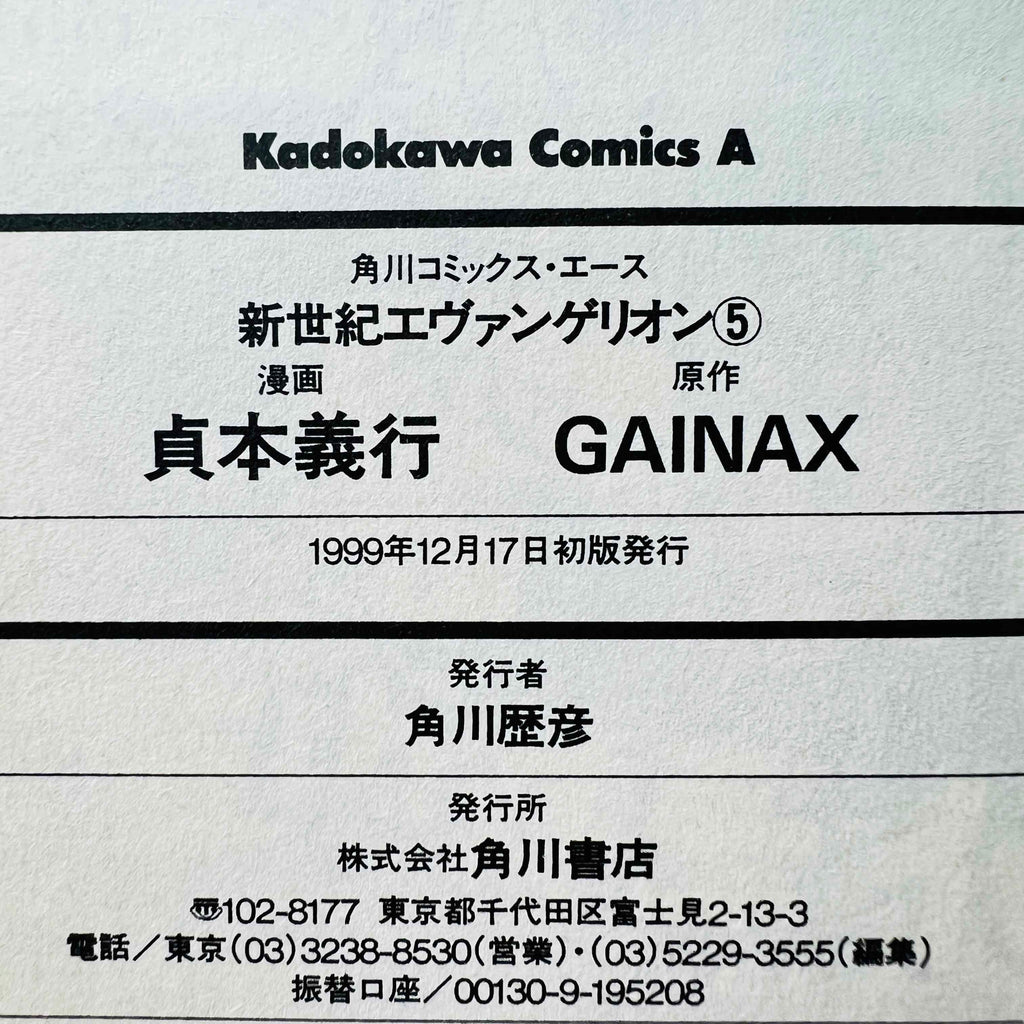 Kadokawa Comics A
角川コミックス・エース
新世紀エヴァンゲリオン⑤
漫画 原作
貞本義行 GAINAX
1999年12月17日初版発行
発行者
角川歴彦
発行所
株式会社角川書店
〠102-8177 東京都千代田区富士見2-13-3
電話/東京(03)3238-8530(営業)・(03)5229-3555(編集)
振替口座/00130-9-195208